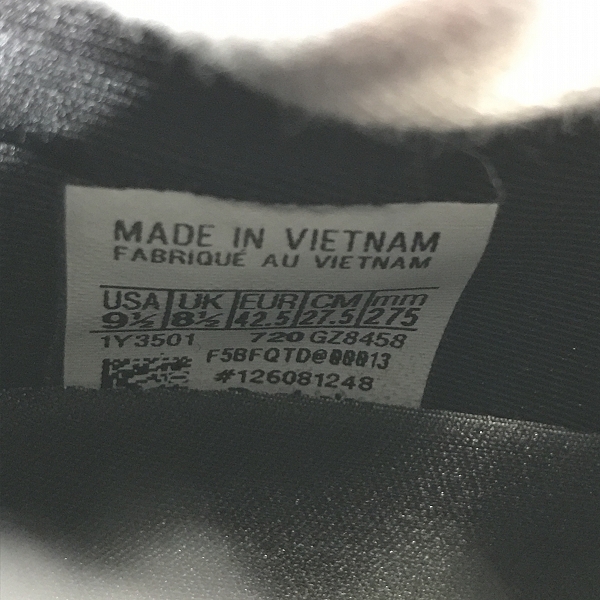 MADE IN VIETNAM
FABRIQUÉ AU VIETNAM
USA UK EUR CM mm
9½ 8½ 42.5 27.5 275
1Y3501 720 GZ8458
F5BFQTD@00013
#126081248